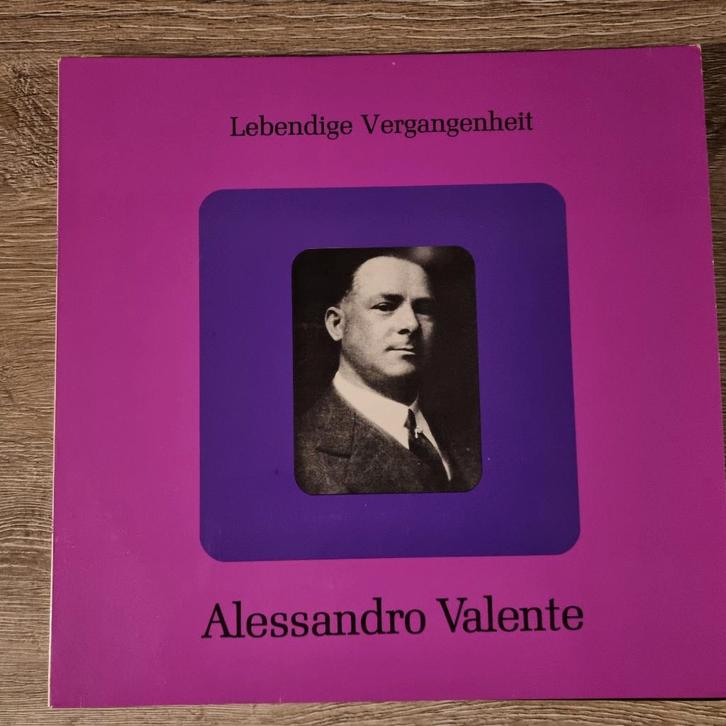 Lebendige Vergangenheit
Alessandro Valente